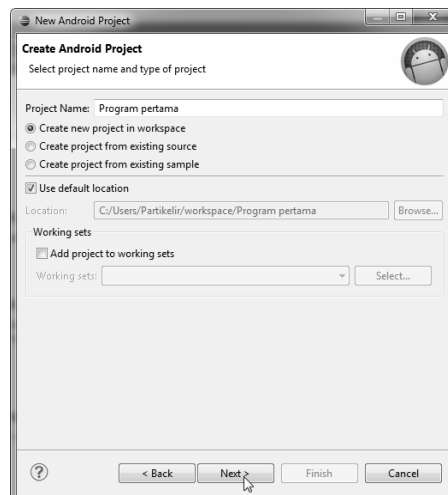 New Android Project
Create Android Project
Select project name and type of project
Project Name: Program pertama
Create new project in workspace
Create project from existing source
Create project from existing sample
Use default location
Location: C:/Users/Partikelir/workspace/Program pertama Browse...
Working sets
Add project to working sets
Working sets: Select...
? < Back Next > Finish Cancel